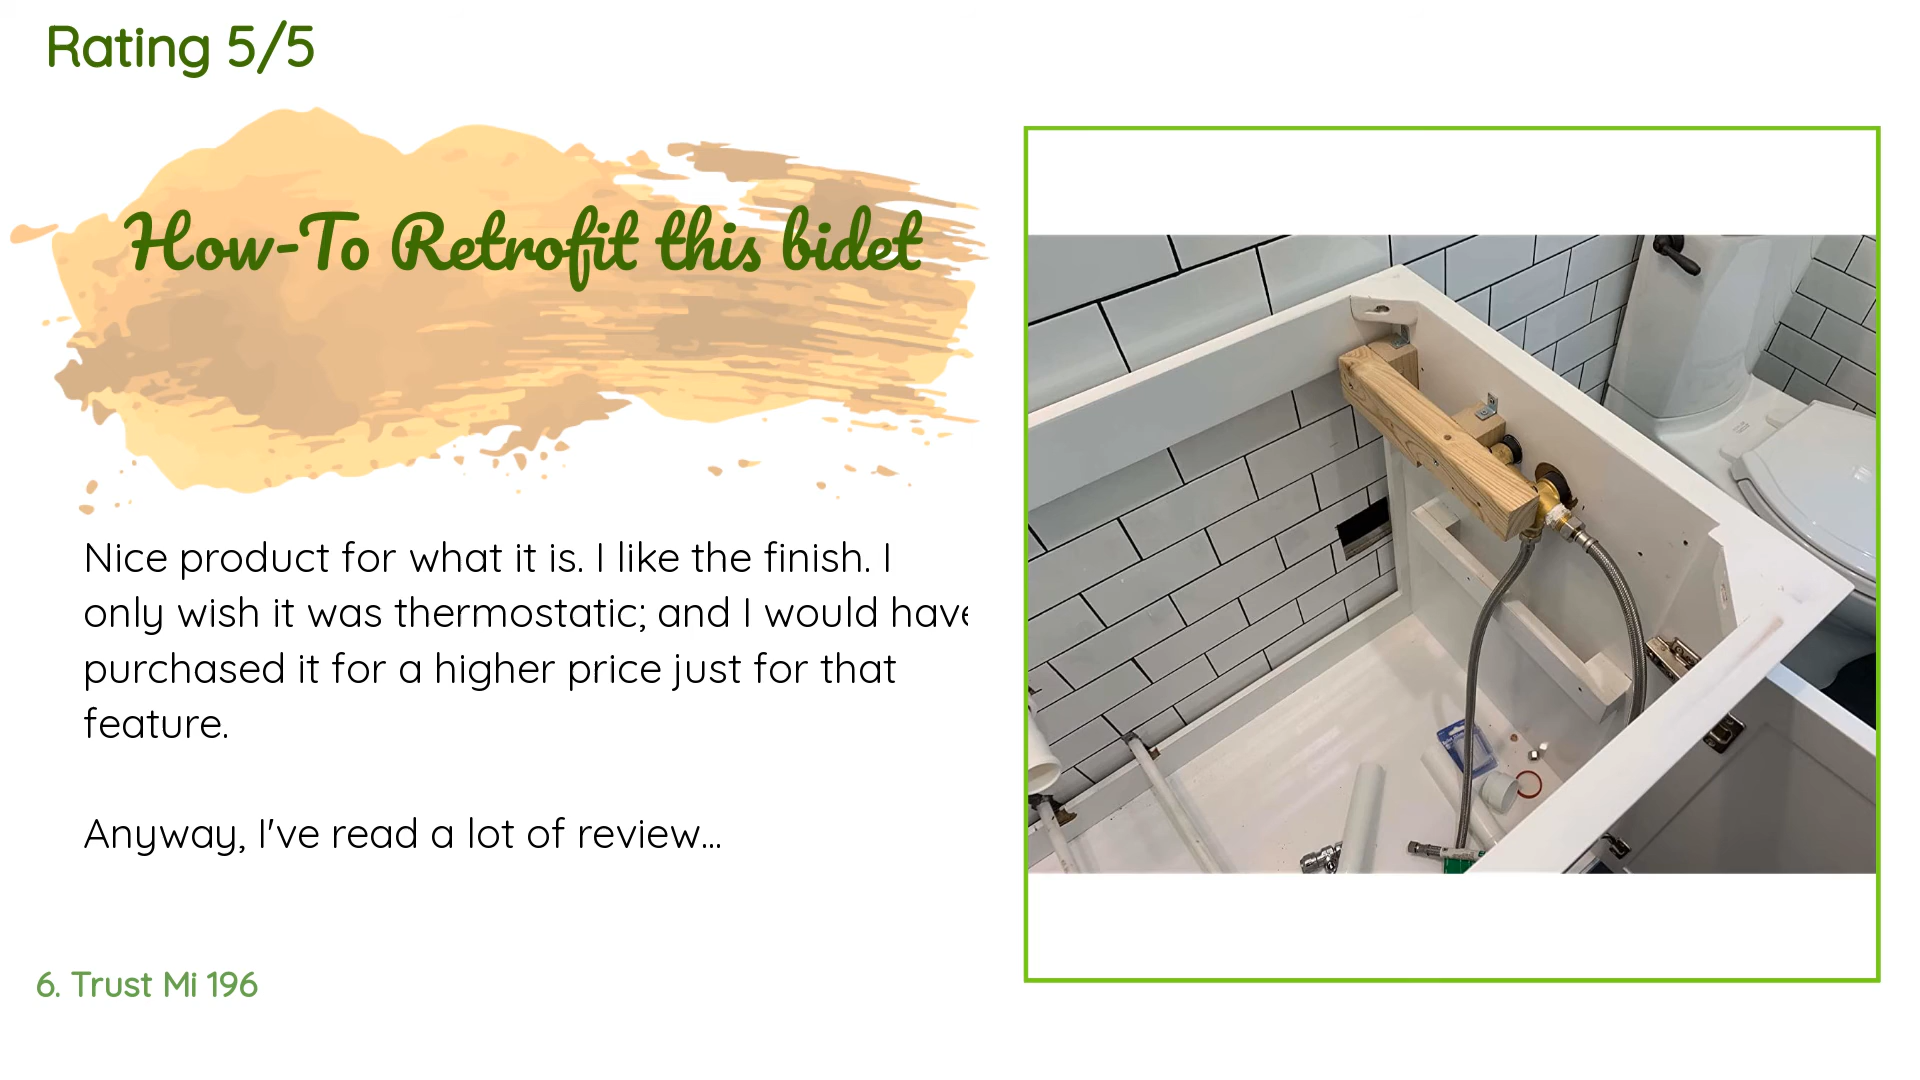 Rating 5/5
How-To Retrofit this bidet
Nice product for what it is. I like the finish. I
only wish it was thermostatic; and I would have
purchased it for a higher price just for that
feature.
Anyway, I've read a lot of review...
6. Trust Mi 196